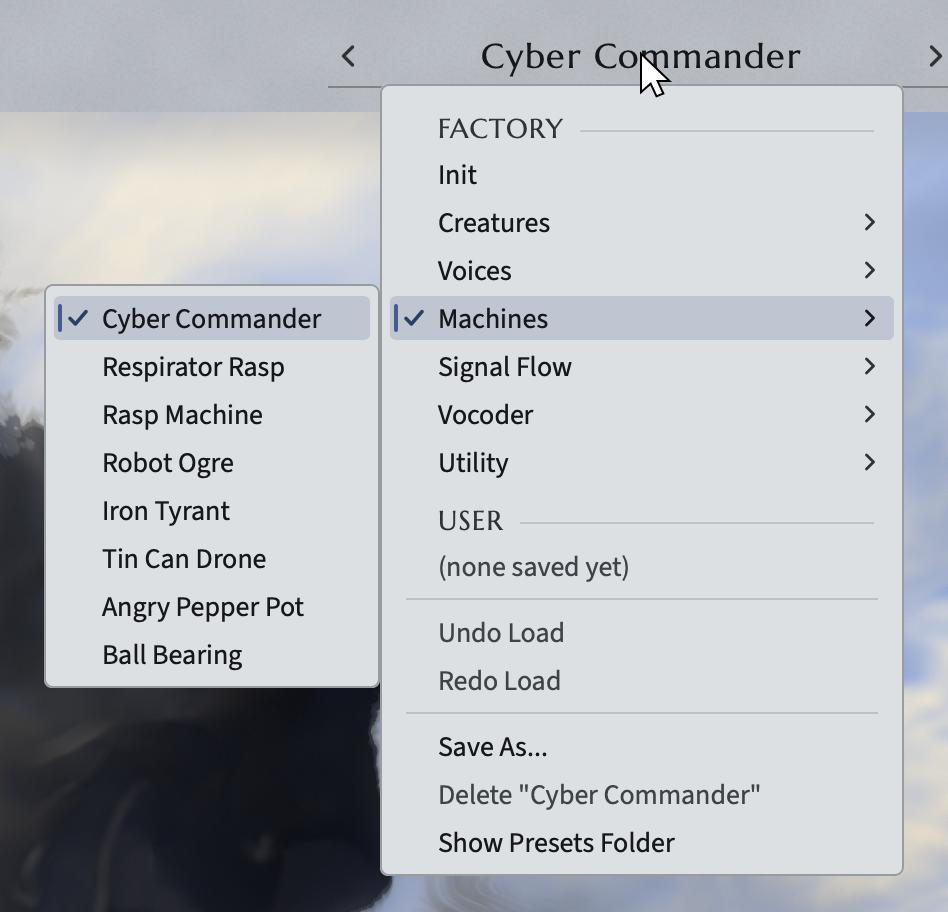 Cyber Commander
FACTORY
Init
Creatures
Voices
Machines
Signal Flow
Vocoder
Utility
USER
(none saved yet)
Undo Load
Redo Load
Save As...
Delete "Cyber Commander"
Show Presets Folder
Cyber Commander
Respirator Rasp
Rasp Machine
Robot Ogre
Iron Tyrant
Tin Can Drone
Angry Pepper Pot
Ball Bearing